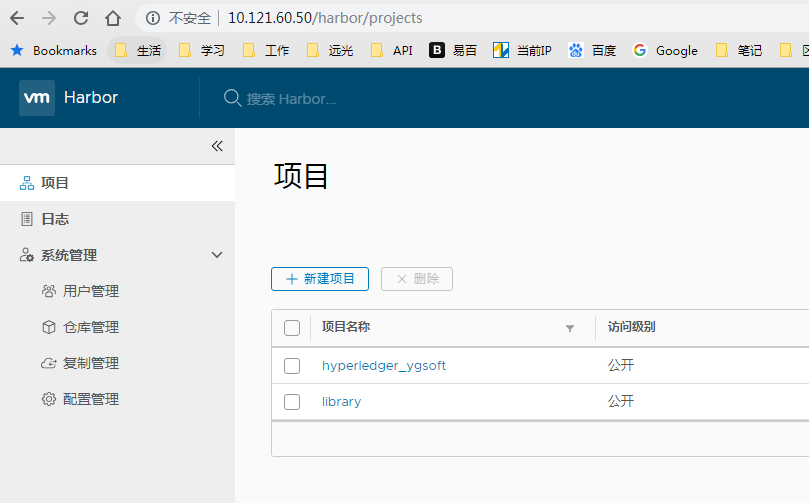 不安全 | 10.121.60.50/harbor/projects
Bookmarks 生活 学习 工作 远光 API B 易百 当前IP 百度 G Google 笔记
vm Harbor 搜索 Harbor...
项目
日志
系统管理
用户管理
仓库管理
复制管理
配置管理
项目
新建项目 删除
项目名称 访问级别
hyperledger_ygsoft 公开
library 公开